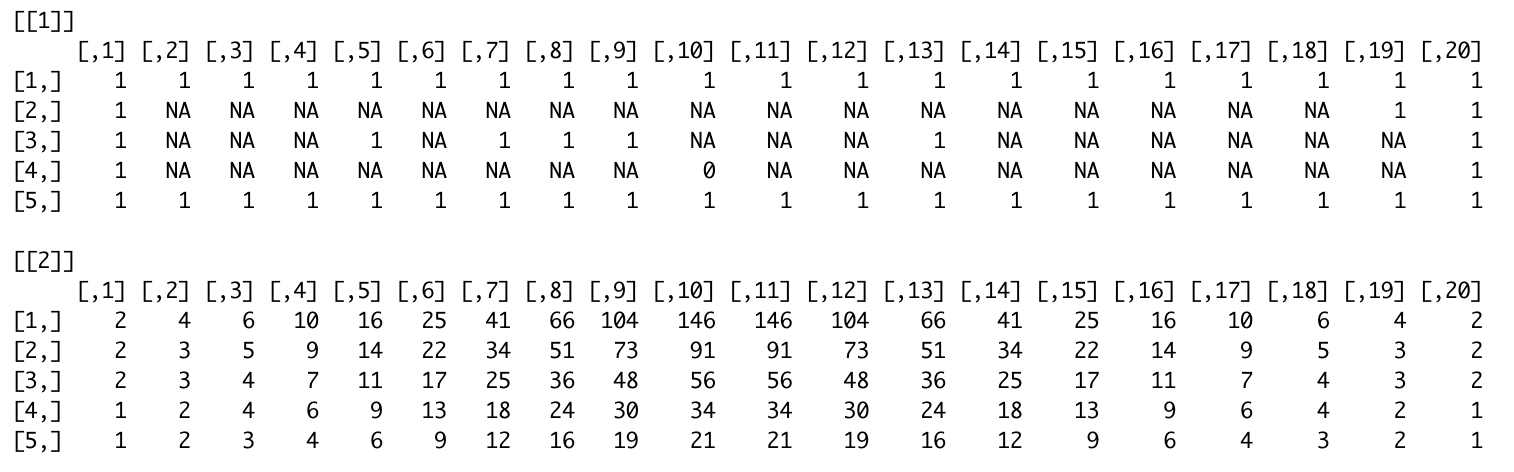 [[1]]
     [,1] [,2] [,3] [,4] [,5] [,6] [,7] [,8] [,9] [,10] [,11] [,12] [,13] [,14] [,15] [,16] [,17] [,18] [,19] [,20]
[1,]    1    1    1    1    1    1    1    1    1     1     1     1     1     1     1     1     1     1     1     1
[2,]    1   NA   NA   NA   NA   NA   NA   NA   NA    NA    NA    NA    NA    NA    NA    NA    NA    NA     1     1
[3,]    1   NA   NA   NA    1   NA    1    1    1    NA    NA    NA     1    NA    NA    NA    NA    NA    NA     1
[4,]    1   NA   NA   NA   NA   NA   NA   NA   NA     0    NA    NA    NA    NA    NA    NA    NA    NA    NA     1
[5,]    1    1    1    1    1    1    1    1    1     1     1     1     1     1     1     1     1     1     1     1

[[2]]
     [,1] [,2] [,3] [,4] [,5] [,6] [,7] [,8] [,9] [,10] [,11] [,12] [,13] [,14] [,15] [,16] [,17] [,18] [,19] [,20]
[1,]    2    4    6   10   16   25   41   66  104   146   146   104    66    41    25    16    10     6     4     2
[2,]    2    3    5    9   14   22   34   51   73    91    91    73    51    34    22    14     9     5     3     2
[3,]    2    3    4    7   11   17   25   36   48    56    56    48    36    25    17    11     7     4     3     2
[4,]    1    2    4    6    9   13   18   24   30    34    34    30    24    18    13     9     6     4     2     1
[5,]    1    2    3    4    6    9   12   16   19    21    21    19    16    12     9     6     4     3     2     1